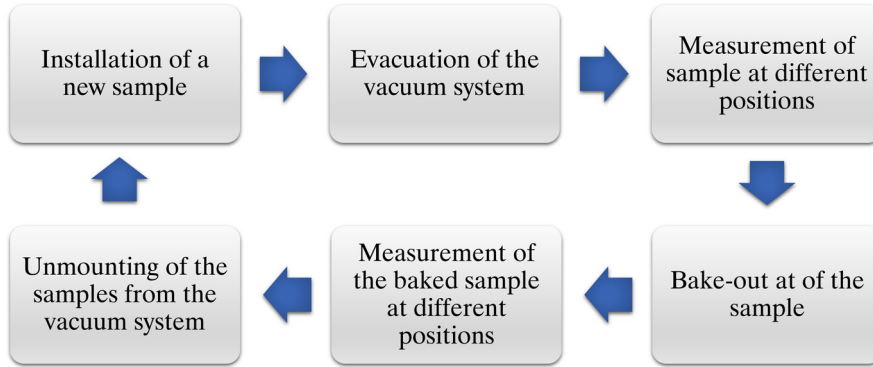 Installation of a
new sample
Evacuation of the
vacuum system
Measurement of
sample at different
positions
Bake-out at of the
sample
Measurement of
the baked sample
at different
positions
Unmounting of the
samples from the
vacuum system